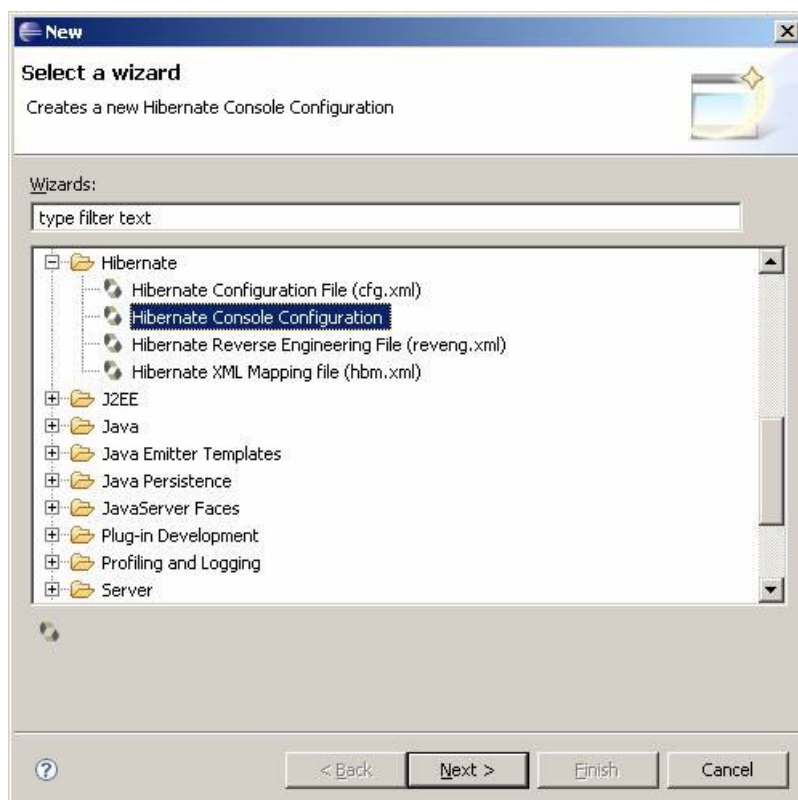 New
Select a wizard
Creates a new Hibernate Console Configuration
Wizards:
type filter text
Hibernate
Hibernate Configuration File (cfg.xml)
Hibernate Console Configuration
Hibernate Reverse Engineering File (reveng.xml)
Hibernate XML Mapping file (hbm.xml)
J2EE
Java
Java Emitter Templates
Java Persistence
JavaServer Faces
Plug-in Development
Profiling and Logging
Server
? < Back Next > Finish Cancel